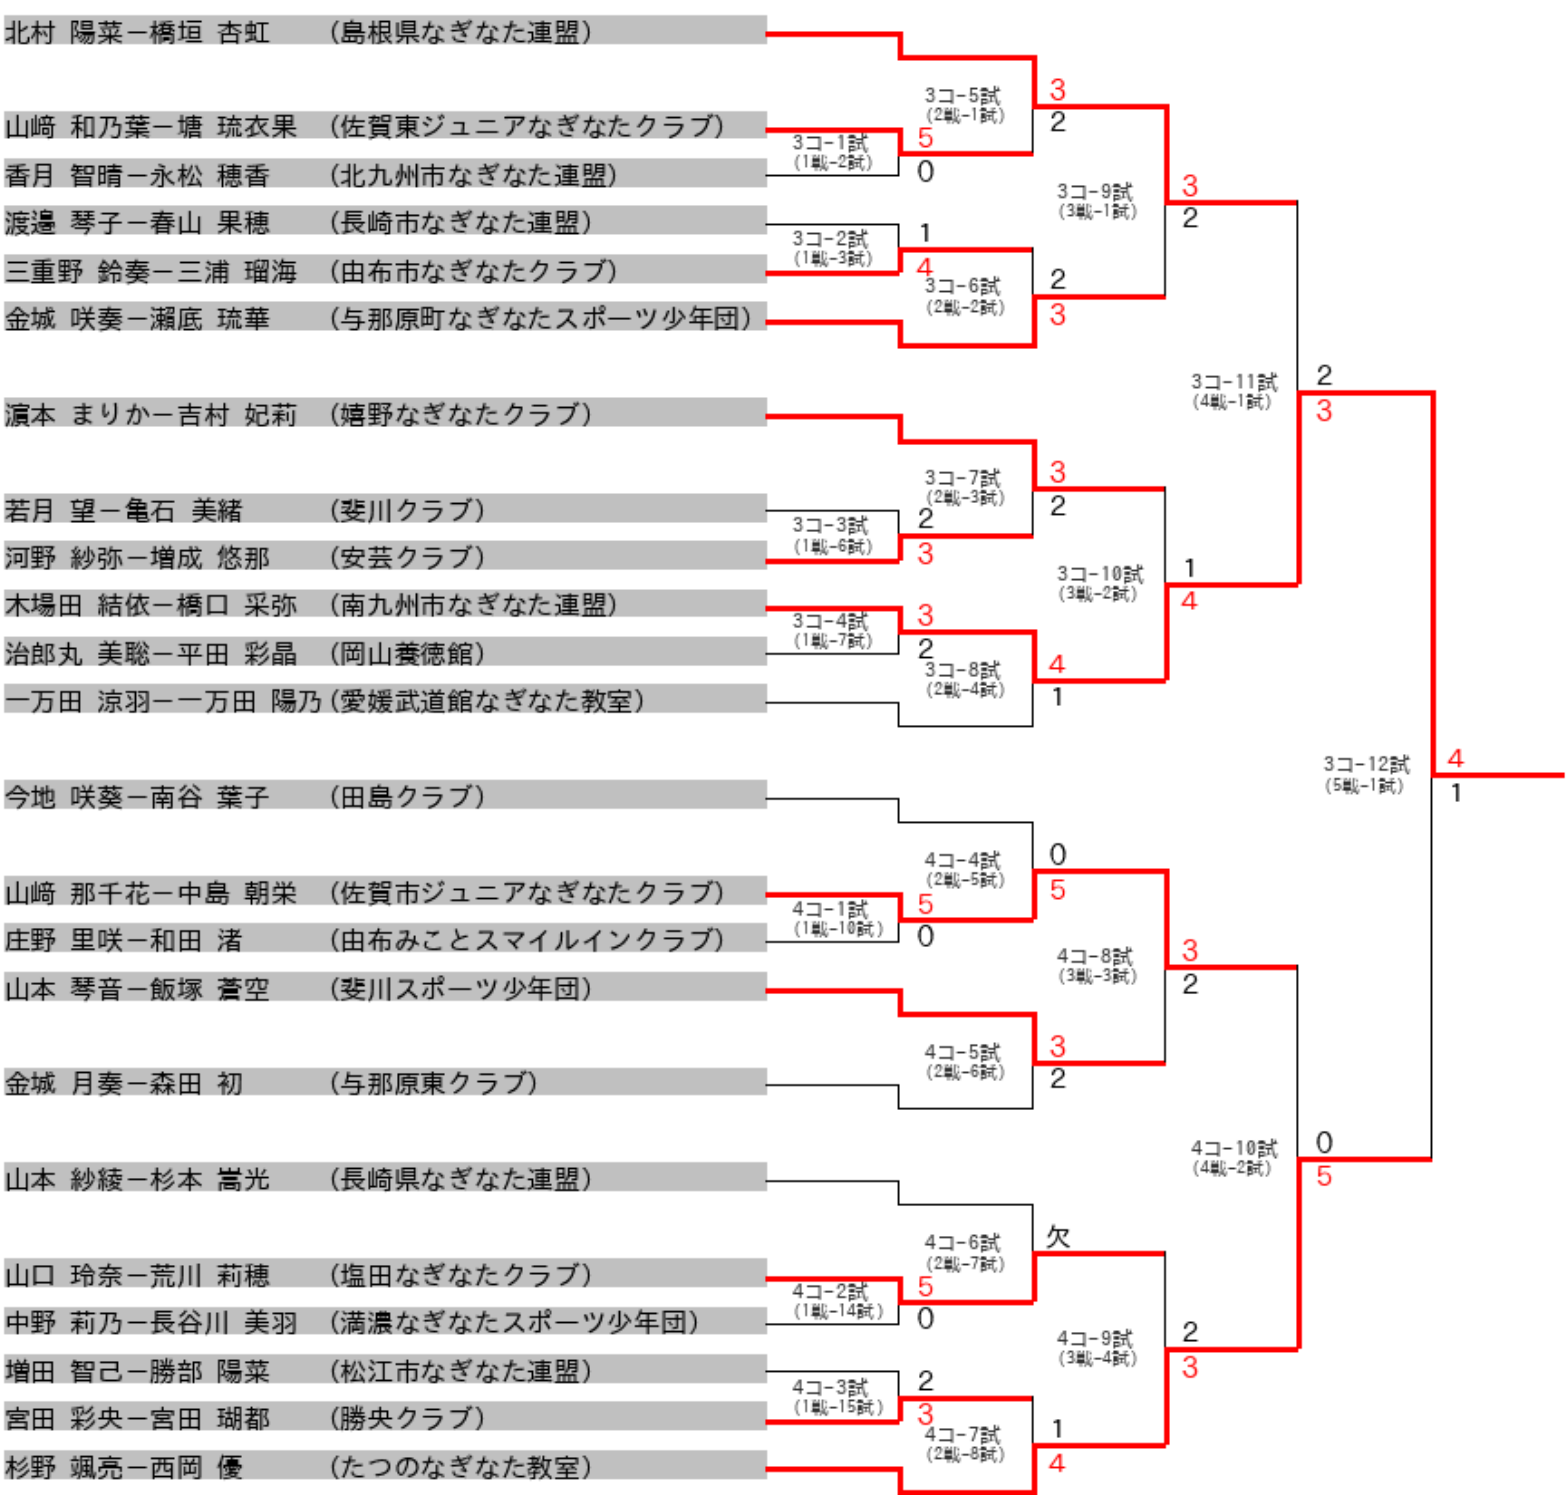 北村 陽菜－橋垣 杏虹 （島根県なぎなた連盟）
3
3コ-5試
(2戦-1試)
2
山﨑 和乃葉－塘 琉衣果 （佐賀東ジュニアなぎなたクラブ）
5
3コ-1試
(1戦-2試)
0
香月 智晴－永松 穂香 （北九州市なぎなた連盟）
3
3コ-9試
(3戦-1試)
2
渡邉 琴子－春山 果穂 （長崎市なぎなた連盟）
1
3コ-2試
(1戦-3試)
4
三重野 鈴奏－三浦 瑠海 （由布市なぎなたクラブ）
2
3コ-6試
(2戦-2試)
3
金城 咲奏－瀨底 琉華 （与那原町なぎなたスポーツ少年団）
2
3コ-11試
(4戦-1試)
3
濵本 まりか－吉村 妃莉 （嬉野なぎなたクラブ）
3
3コ-7試
(2戦-3試)
2
若月 望－亀石 美緒 （斐川クラブ）
2
3コ-3試
(1戦-6試)
3
河野 紗弥－増成 悠那 （安芸クラブ）
1
3コ-10試
(3戦-2試)
4
木場田 結依－橋口 采弥 （南九州市なぎなた連盟）
3
3コ-4試
(1戦-7試)
2
治郎丸 美聡－平田 彩晶 （岡山養徳館）
4
3コ-8試
(2戦-4試)
1
一万田 涼羽－一万田 陽乃 （愛媛武道館なぎなた教室）
4
3コ-12試
(5戦-1試)
1
今地 咲葵－南谷 葉子 （田島クラブ）
0
4コ-4試
(2戦-5試)
5
山﨑 那千花－中島 朝栄 （佐賀市ジュニアなぎなたクラブ）
5
4コ-1試
(1戦-10試)
0
庄野 里咲－和田 渚 （由布みことスマイルインクラブ）
3
4コ-8試
(3戦-3試)
2
山本 琴音－飯塚 蒼空 （斐川スポーツ少年団）
3
4コ-5試
(2戦-6試)
2
金城 月奏－森田 初 （与那原東クラブ）
0
4コ-10試
(4戦-2試)
5
山本 紗綾－杉本 嵩光 （長崎県なぎなた連盟）
欠
4コ-6試
(2戦-7試)
山口 玲奈－荒川 莉穂 （塩田なぎなたクラブ）
5
4コ-2試
(1戦-14試)
0
中野 莉乃－長谷川 美羽 （満濃なぎなたスポーツ少年団）
2
4コ-9試
(3戦-4試)
3
増田 智己－勝部 陽菜 （松江市なぎなた連盟）
2
4コ-3試
(1戦-15試)
3
宮田 彩央－宮田 瑚都 （勝央クラブ）
1
4コ-7試
(2戦-8試)
4
杉野 颯亮－西岡 優 （たつのなぎなた教室）